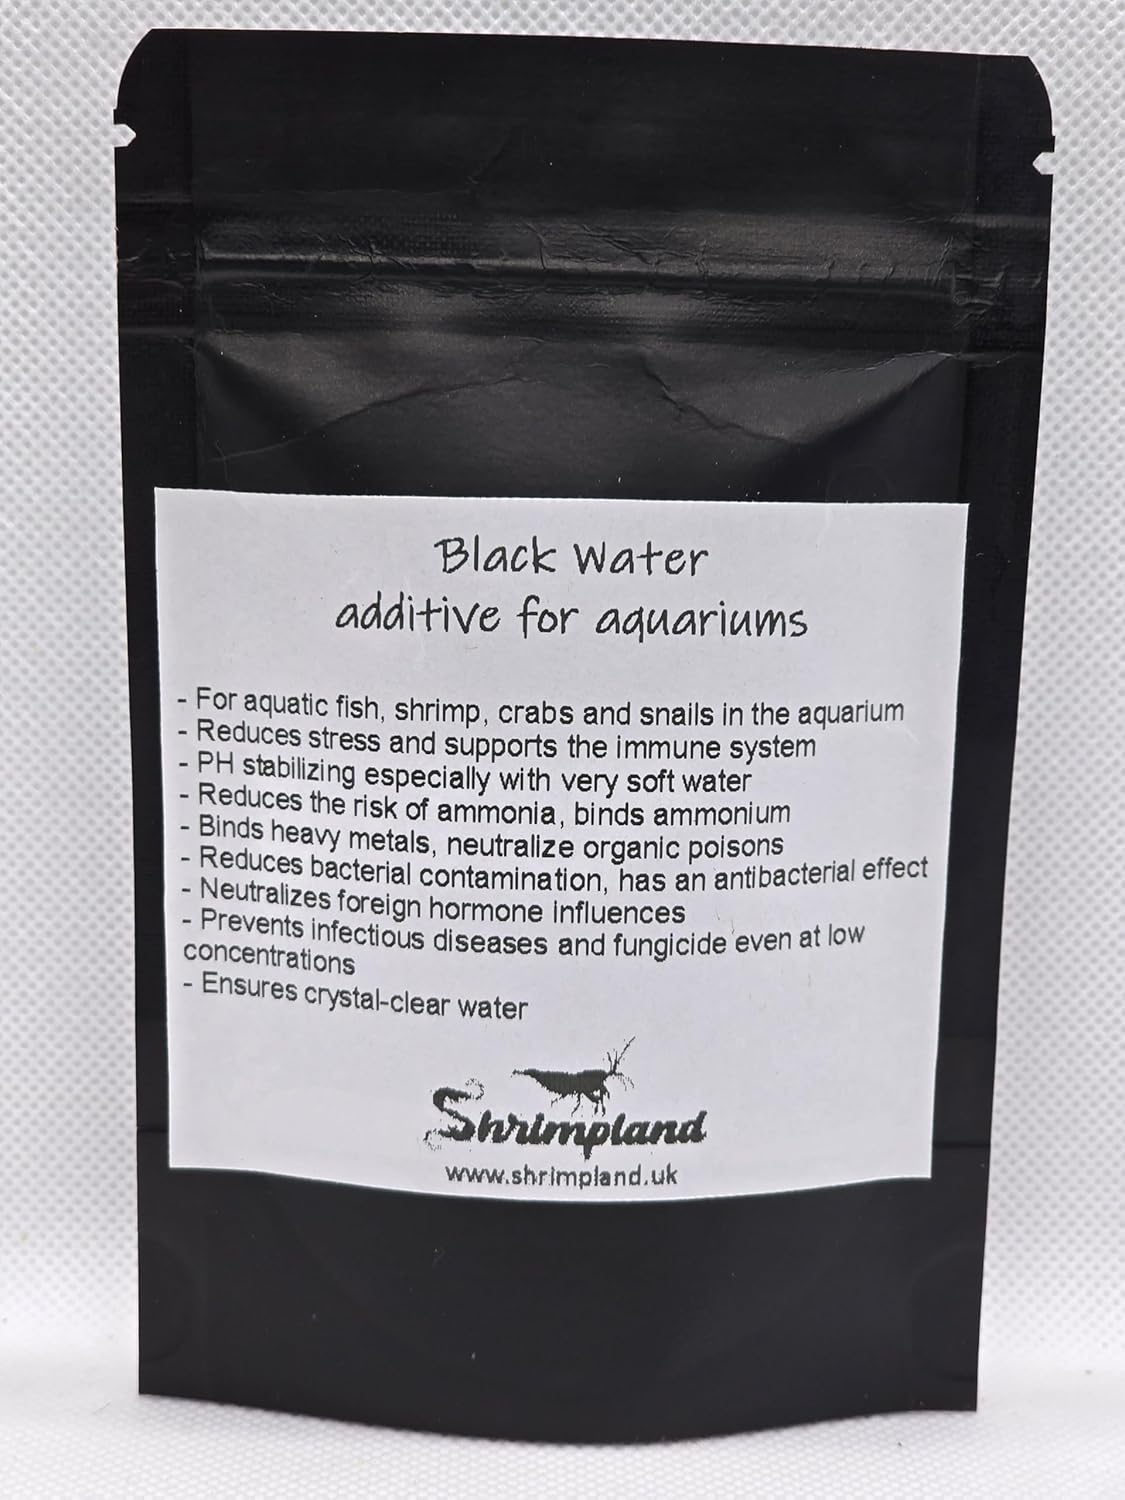 Black Water
additive for aquariums
- For aquatic fish, shrimp, crabs and snails in the aquarium
- Reduces stress and supports the immune system
- PH stabilizing especially with very soft water
- Reduces the risk of ammonia, binds ammonium
- Binds heavy metals, neutralize organic poisons
- Reduces bacterial contamination, has an antibacterial effect
- Neutralizes foreign hormone influences
- Prevents infectious diseases and fungicide even at low
concentrations
- Ensures crystal-clear water
Shrimpland
www.shrimpland.uk